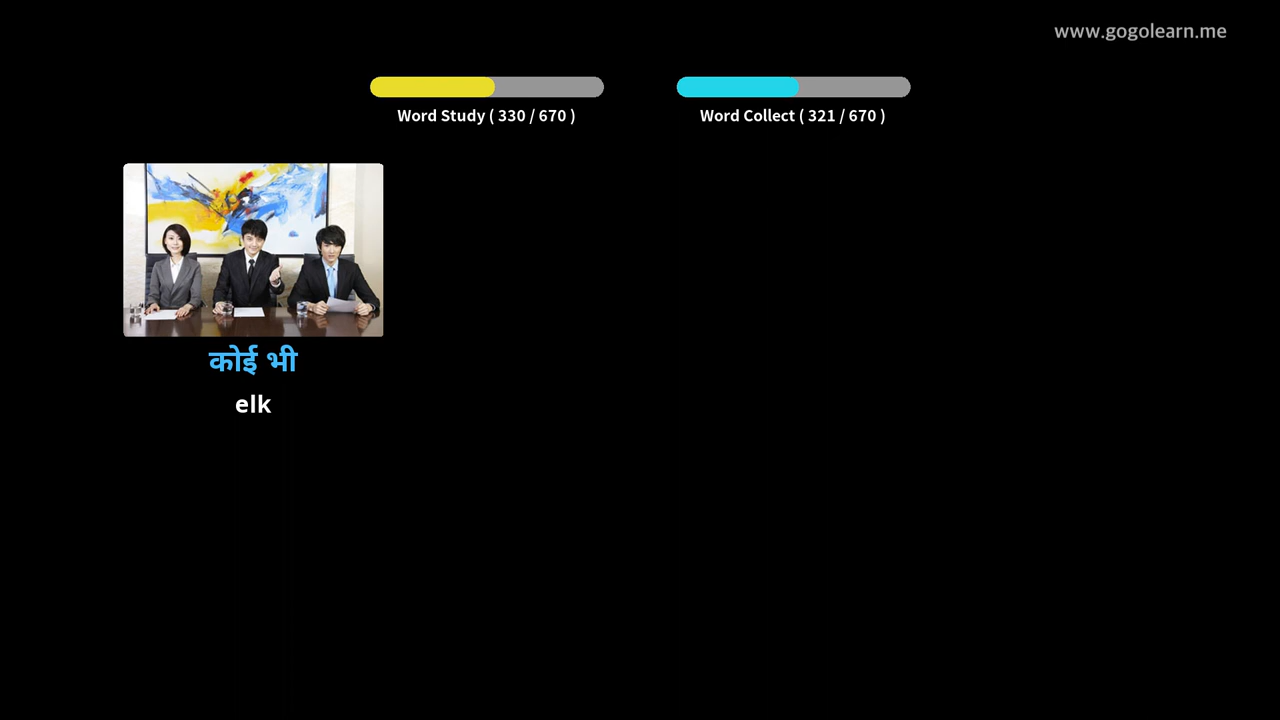 www.gogolearn.me
Word Study ( 330 / 670 )
Word Collect ( 321 / 670 )
कोई भी
elk